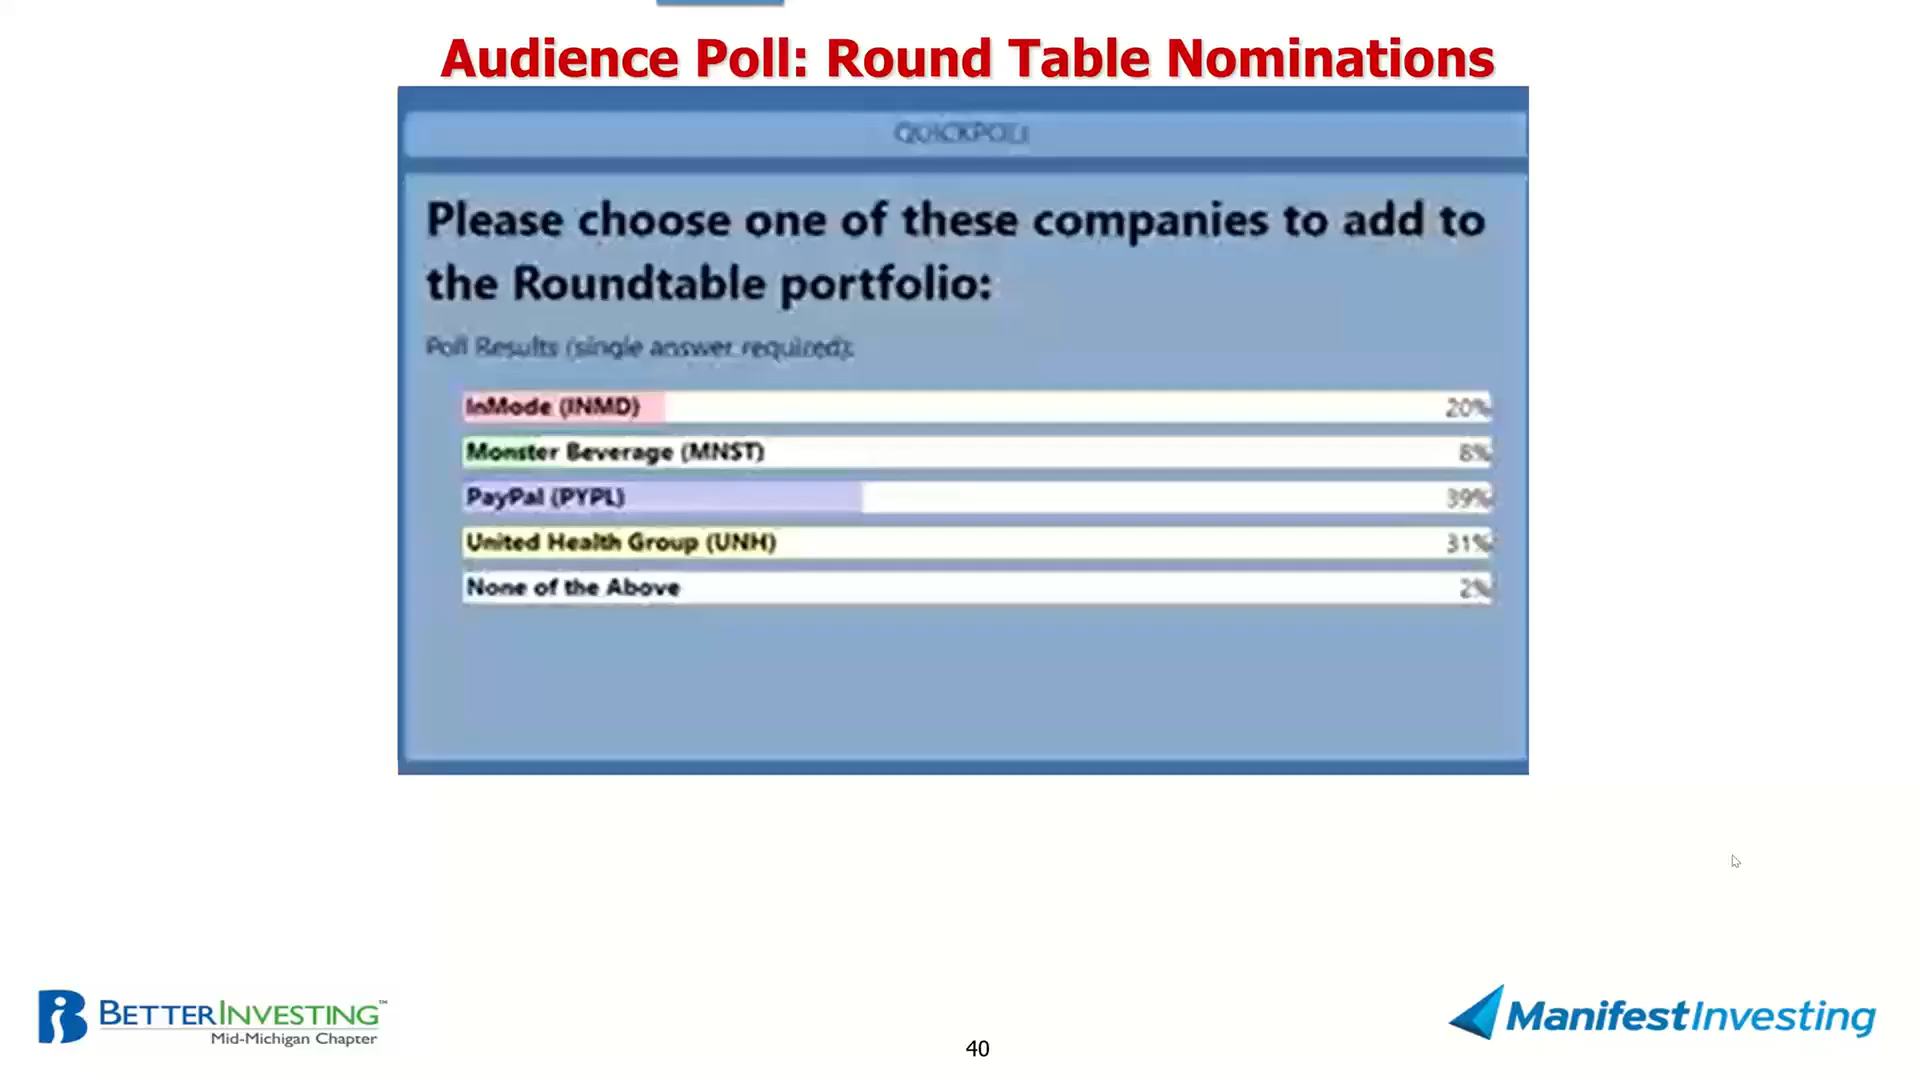 Audience Poll: Round Table Nominations
QUICKPOLL
Please choose one of these companies to add to
the Roundtable portfolio:
Poll Results (single answer required):
InMode (INMD) 20%
Monster Beverage (MNST) 8%
PayPal (PYPL) 39%
United Health Group (UNH) 31%
None of the Above 2%
BETTERINVESTING™
Mid-Michigan Chapter
40
ManifestInvesting